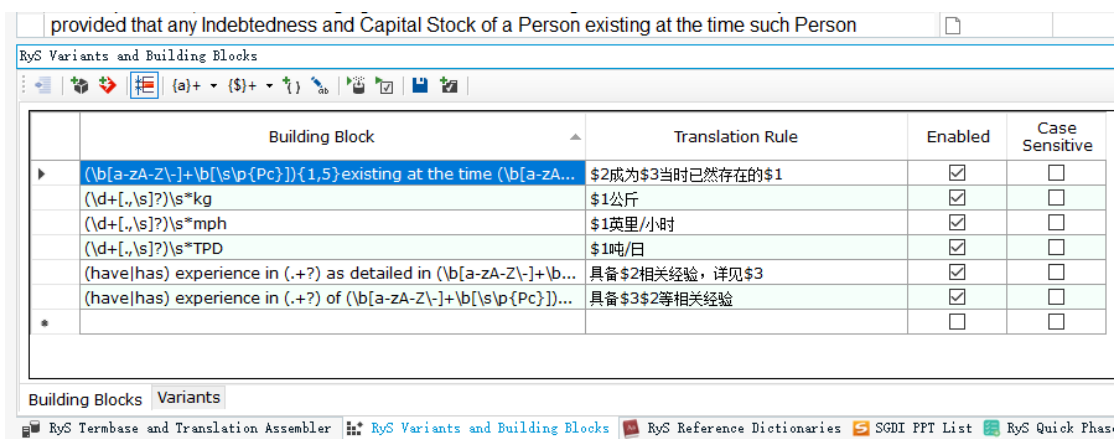 provided that any Indebtedness and Capital Stock of a Person existing at the time such Person
RyS Variants and Building Blocks
{a}+ {$}+ +{} ab
Building Block Translation Rule Enabled Case Sensitive
(\b[a-zA-Z\-]+\b[\s\p{Pc}]){1,5}existing at the time (\b[a-zA... $2成为$3当时已然存在的$1
(\d+[.,\s]?)\s*kg $1公斤
(\d+[.,\s]?)\s*mph $1英里/小时
(\d+[.,\s]?)\s*TPD $1吨/日
(have|has) experience in (.+?) as detailed in (\b[a-zA-Z\-]+\b... 具备$2相关经验，详见$3
(have|has) experience in (.+?) of (\b[a-zA-Z\-]+\b[\s\p{Pc}])... 具备$3$2等相关经验
Building Blocks Variants
RyS Termbase and Translation Assembler RyS Variants and Building Blocks RyS Reference Dictionaries SGDI PPT List RyS Quick Phas